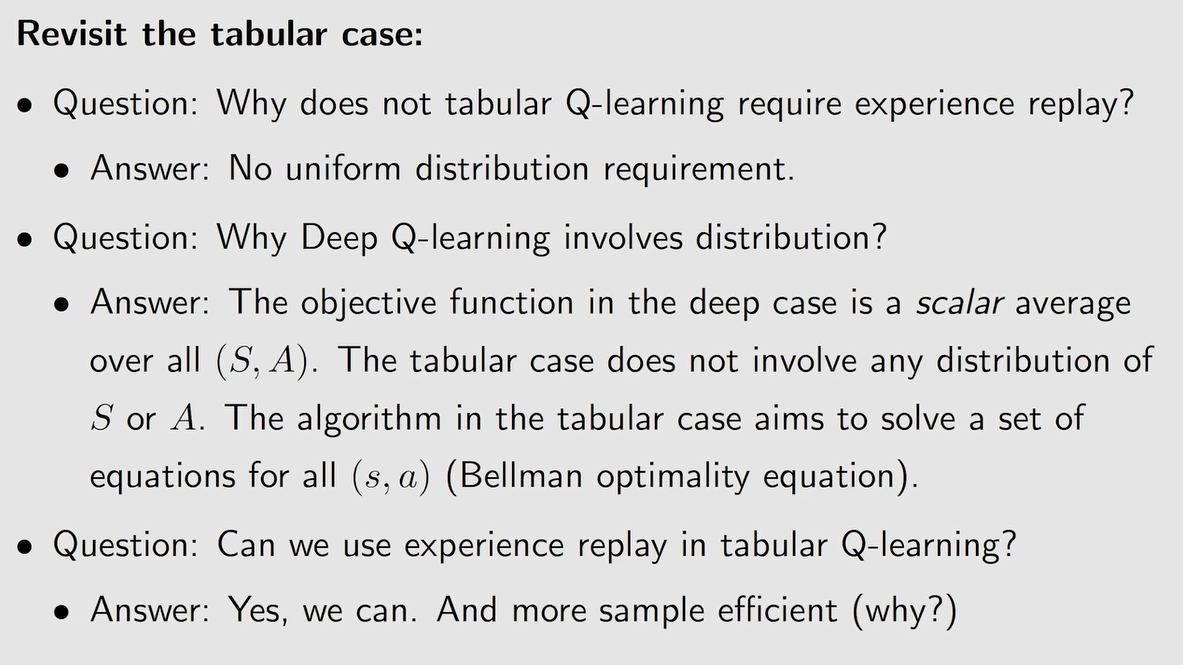 Revisit the tabular case:
• Question: Why does not tabular Q-learning require experience replay?
• Answer: No uniform distribution requirement.
• Question: Why Deep Q-learning involves distribution?
• Answer: The objective function in the deep case is a scalar average
over all (S, A). The tabular case does not involve any distribution of
S or A. The algorithm in the tabular case aims to solve a set of
equations for all (s, a) (Bellman optimality equation).
• Question: Can we use experience replay in tabular Q-learning?
• Answer: Yes, we can. And more sample efficient (why?)